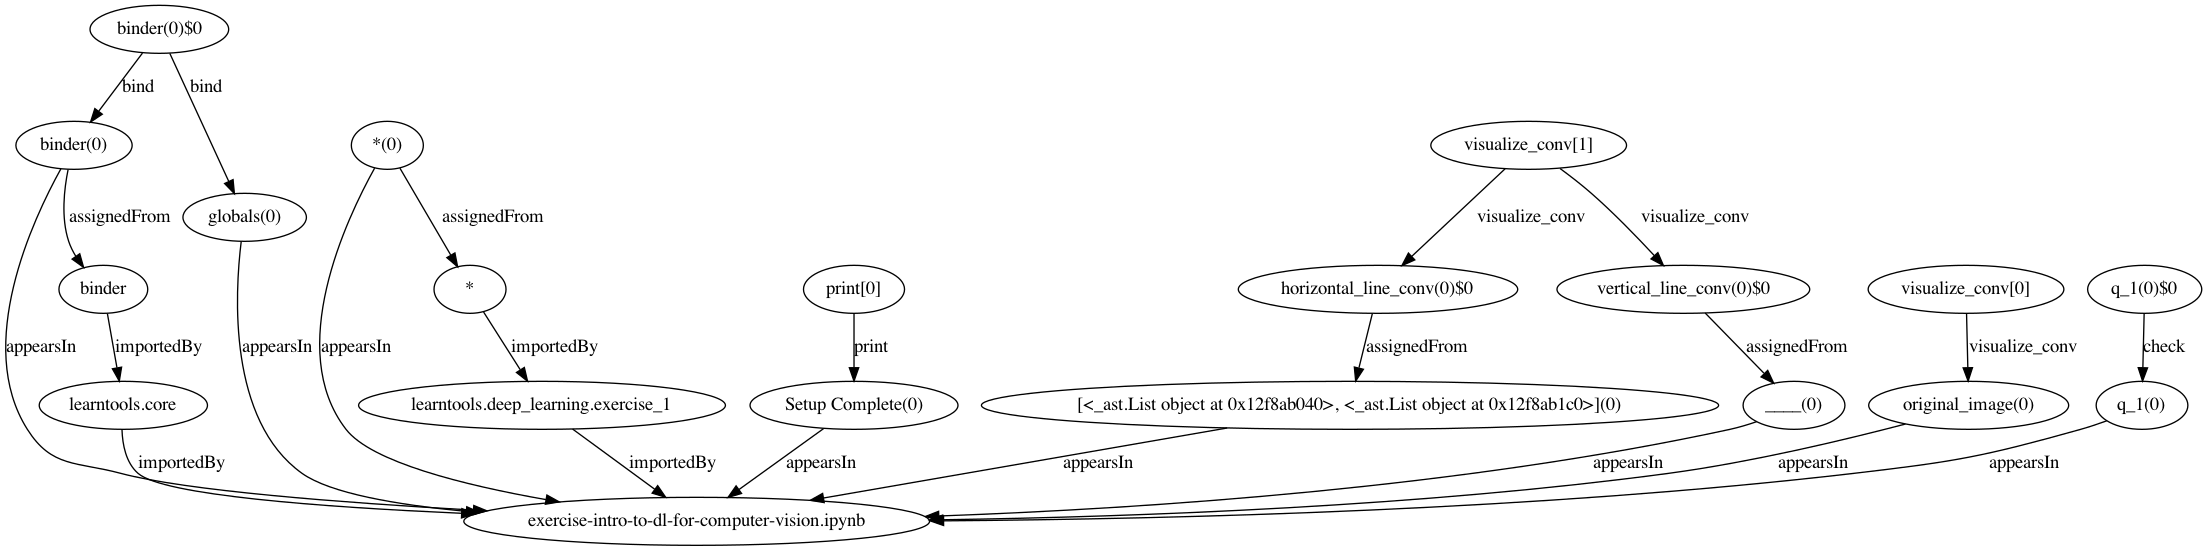 binder(0)$0
bind
bind
binder(0)
*(0)
visualize_conv[1]
assignedFrom
globals(0)
assignedFrom
visualize_conv
visualize_conv
binder
*
print[0]
horizontal_line_conv(0)$0
vertical_line_conv(0)$0
visualize_conv[0]
q_1(0)$0
appearsIn
importedBy
appearsIn
appearsIn
importedBy
print
assignedFrom
assignedFrom
visualize_conv
check
learntools.core
learntools.deep_learning.exercise_1
Setup Complete(0)
[<_ast.List object at 0x12f8ab040>, <_ast.List object at 0x12f8ab1c0>](0)
____(0)
original_image(0)
q_1(0)
importedBy
importedBy
appearsIn
appearsIn
appearsIn
appearsIn
appearsIn
exercise-intro-to-dl-for-computer-vision.ipynb